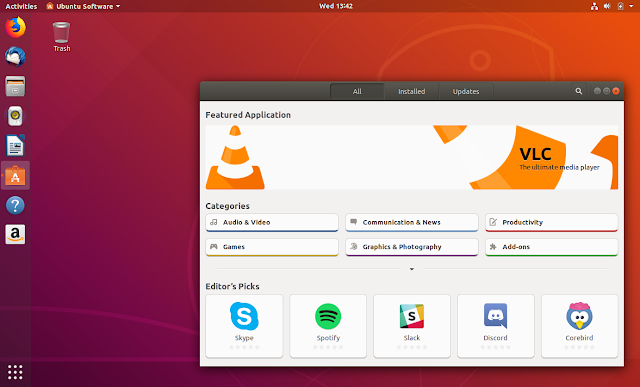 Activities Ubuntu Software Wed 13:42
Trash
All Installed Updates
Featured Application
VLC
The ultimate media player
Categories
Audio & Video Communication & News Productivity
Games Graphics & Photography Add-ons
Editor's Picks
Skype Spotify Slack Discord Corebird